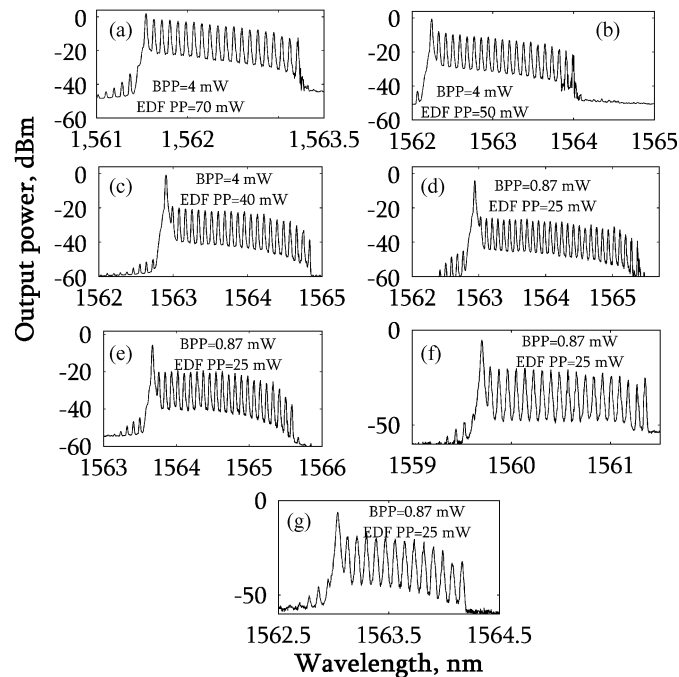 Output power, dBm
0
-20
-40
-60
(a)
BPP=4 mW
EDF PP=70 mW
1,561
1,562
1,563.5
0
-20
-40
-60
(b)
BPP=4 mW
EDF PP=50 mW
1562
1563
1564
1565
0
-20
-40
-60
(c)
BPP=4 mW
EDF PP=40 mW
1562
1563
1564
1565
0
-20
-40
-60
(d)
BPP=0.87 mW
EDF PP=25 mW
1562
1563
1564
1565
0
-20
-40
-60
(e)
BPP=0.87 mW
EDF PP=25 mW
1563
1564
1565
1566
0
-50
(f)
BPP=0.87 mW
EDF PP=25 mW
1559
1560
1561
0
-50
(g)
BPP=0.87 mW
EDF PP=25 mW
1562.5
1563.5
1564.5
Wavelength, nm